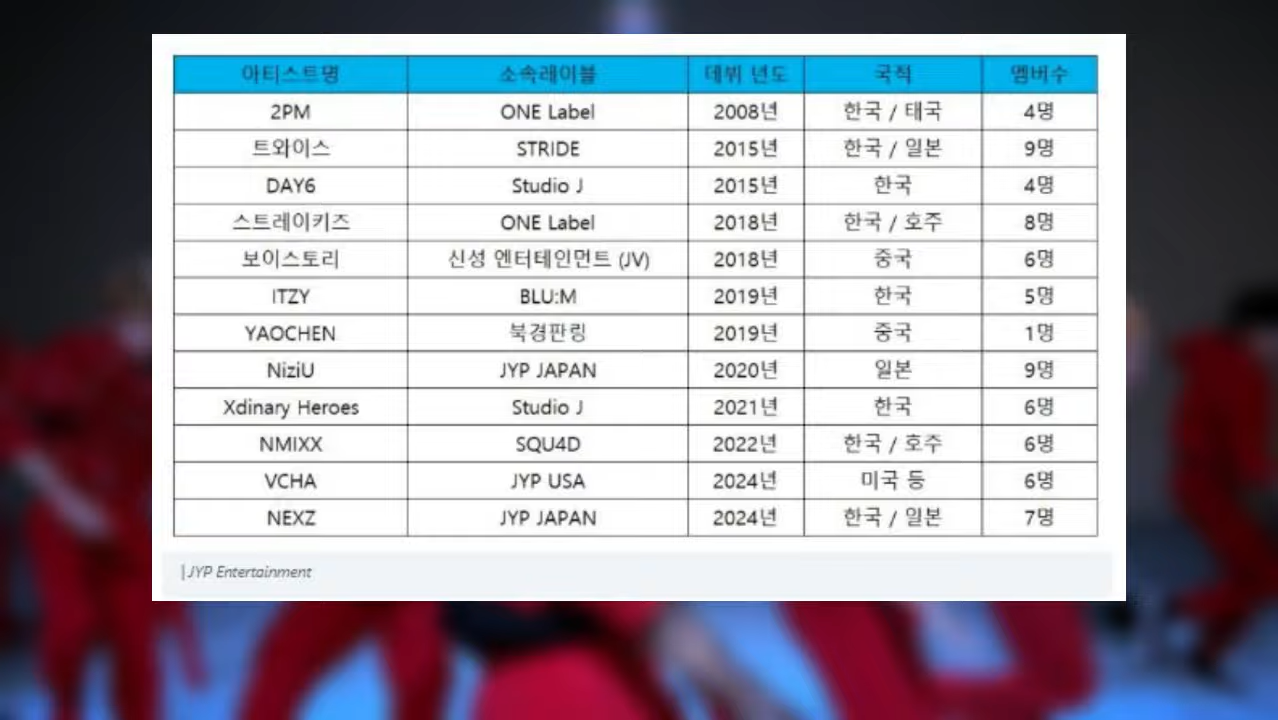 아티스트명 소속레이블 데뷔 년도 국적 멤버수
2PM ONE Label 2008년 한국 / 태국 4명
트와이스 STRIDE 2015년 한국 / 일본 9명
DAY6 Studio J 2015년 한국 4명
스트레이키즈 ONE Label 2018년 한국 / 호주 8명
보이스토리 신성 엔터테인먼트 (JV) 2018년 중국 6명
ITZY BLU:M 2019년 한국 5명
YAOCHEN 북경판링 2019년 중국 1명
NiziU JYP JAPAN 2020년 일본 9명
Xdinary Heroes Studio J 2021년 한국 6명
NMIXX SQU4D 2022년 한국 / 호주 6명
VCHA JYP USA 2024년 미국 등 6명
NEXZ JYP JAPAN 2024년 한국 / 일본 7명
| JYP Entertainment